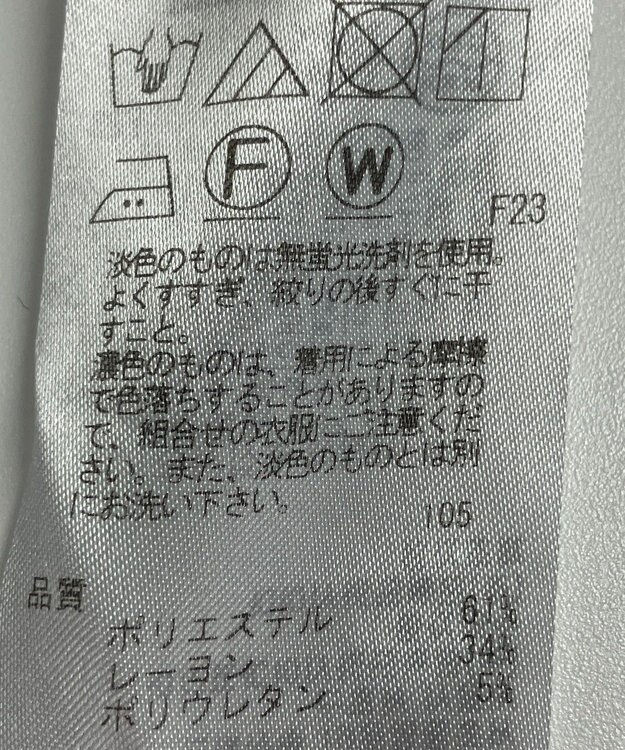 F W
F23
淡色のものは無蛍光洗剤を使用。
よくすすぎ、絞りの後すぐに干
すこと。
濃色のものは、着用による摩擦
で色落ちすることがありますの
で、組合せの衣服にご注意くだ
さい。また、淡色のものとは別
にお洗い下さい。
105
品質
ポリエステル 61%
レーヨン 34%
ポリウレタン 5%